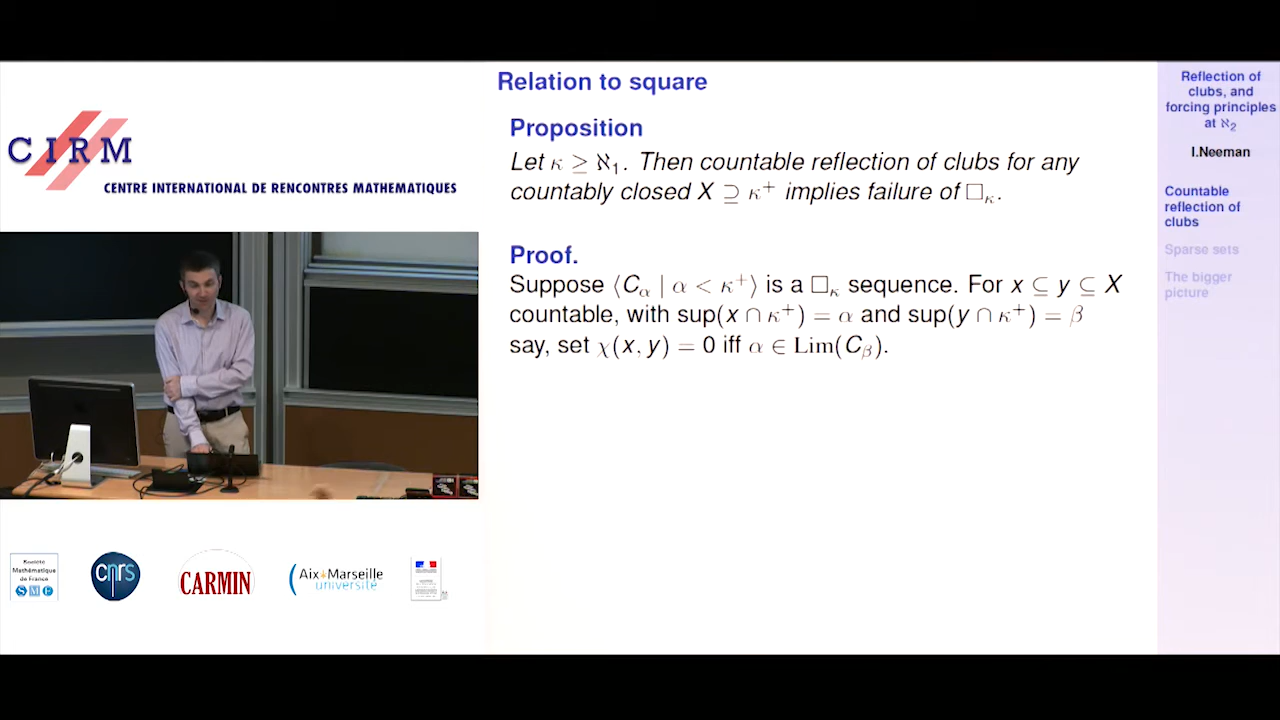 CIRM
CENTRE INTERNATIONAL DE RENCONTRES MATHEMATIQUES
Relation to square
Proposition
Let κ ≥ ℵ₁. Then countable reflection of clubs for any
countably closed X ⊇ κ⁺ implies failure of □κ.
Proof.
Suppose ⟨Cα | α < κ⁺⟩ is a □κ sequence. For x ⊆ y ⊆ X
countable, with sup(x ∩ κ⁺) = α and sup(y ∩ κ⁺) = β
say, set χ(x, y) = 0 iff α ∈ Lim(Cβ).
Reflection of
clubs, and
forcing principles
at ℵ₂
I.Neeman
Countable
reflection of
clubs
Sparse sets
The bigger
picture
Société
Mathématique
de France
SMF
cnrs
CARMIN
Aix✶Marseille
université